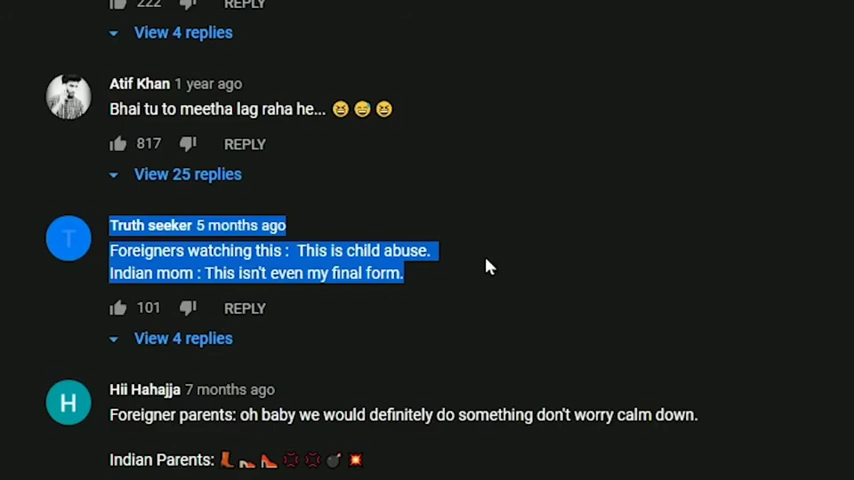 222 REPLY
View 4 replies
Atif Khan 1 year ago
Bhai tu to meetha lag raha he... 😆 😅 😆
817 REPLY
View 25 replies
T
Truth seeker 5 months ago
Foreigners watching this : This is child abuse.
Indian mom : This isn't even my final form.
101 REPLY
View 4 replies
H
Hii Hahajja 7 months ago
Foreigner parents: oh baby we would definitely do something don't worry calm down.
Indian Parents: 👢 👡 👠 💢 💢 💣 💥